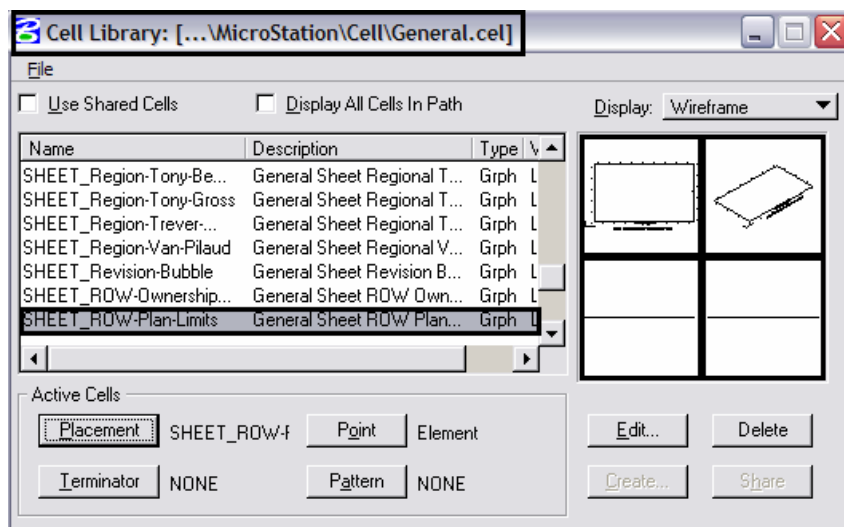 Cell Library: [...\MicroStation\Cell\General.cel]
File
Use Shared Cells
Display All Cells In Path
Display: Wireframe
Name Description Type V
SHEET_Region-Tony-Be... General Sheet Regional T... Grph L
SHEET_Region-Tony-Gross General Sheet Regional T... Grph L
SHEET_Region-Trever-... General Sheet Regional T... Grph L
SHEET_Region-Van-Pilaud General Sheet Regional V... Grph L
SHEET_Revision-Bubble General Sheet Revision B... Grph L
SHEET_ROW-Ownership... General Sheet ROW Own... Grph L
SHEET_ROW-Plan-Limits General Sheet ROW Plan... Grph L
Active Cells
Placement SHEET_ROW-F Point Element
Terminator NONE Pattern NONE
Edit... Delete
Create... Share